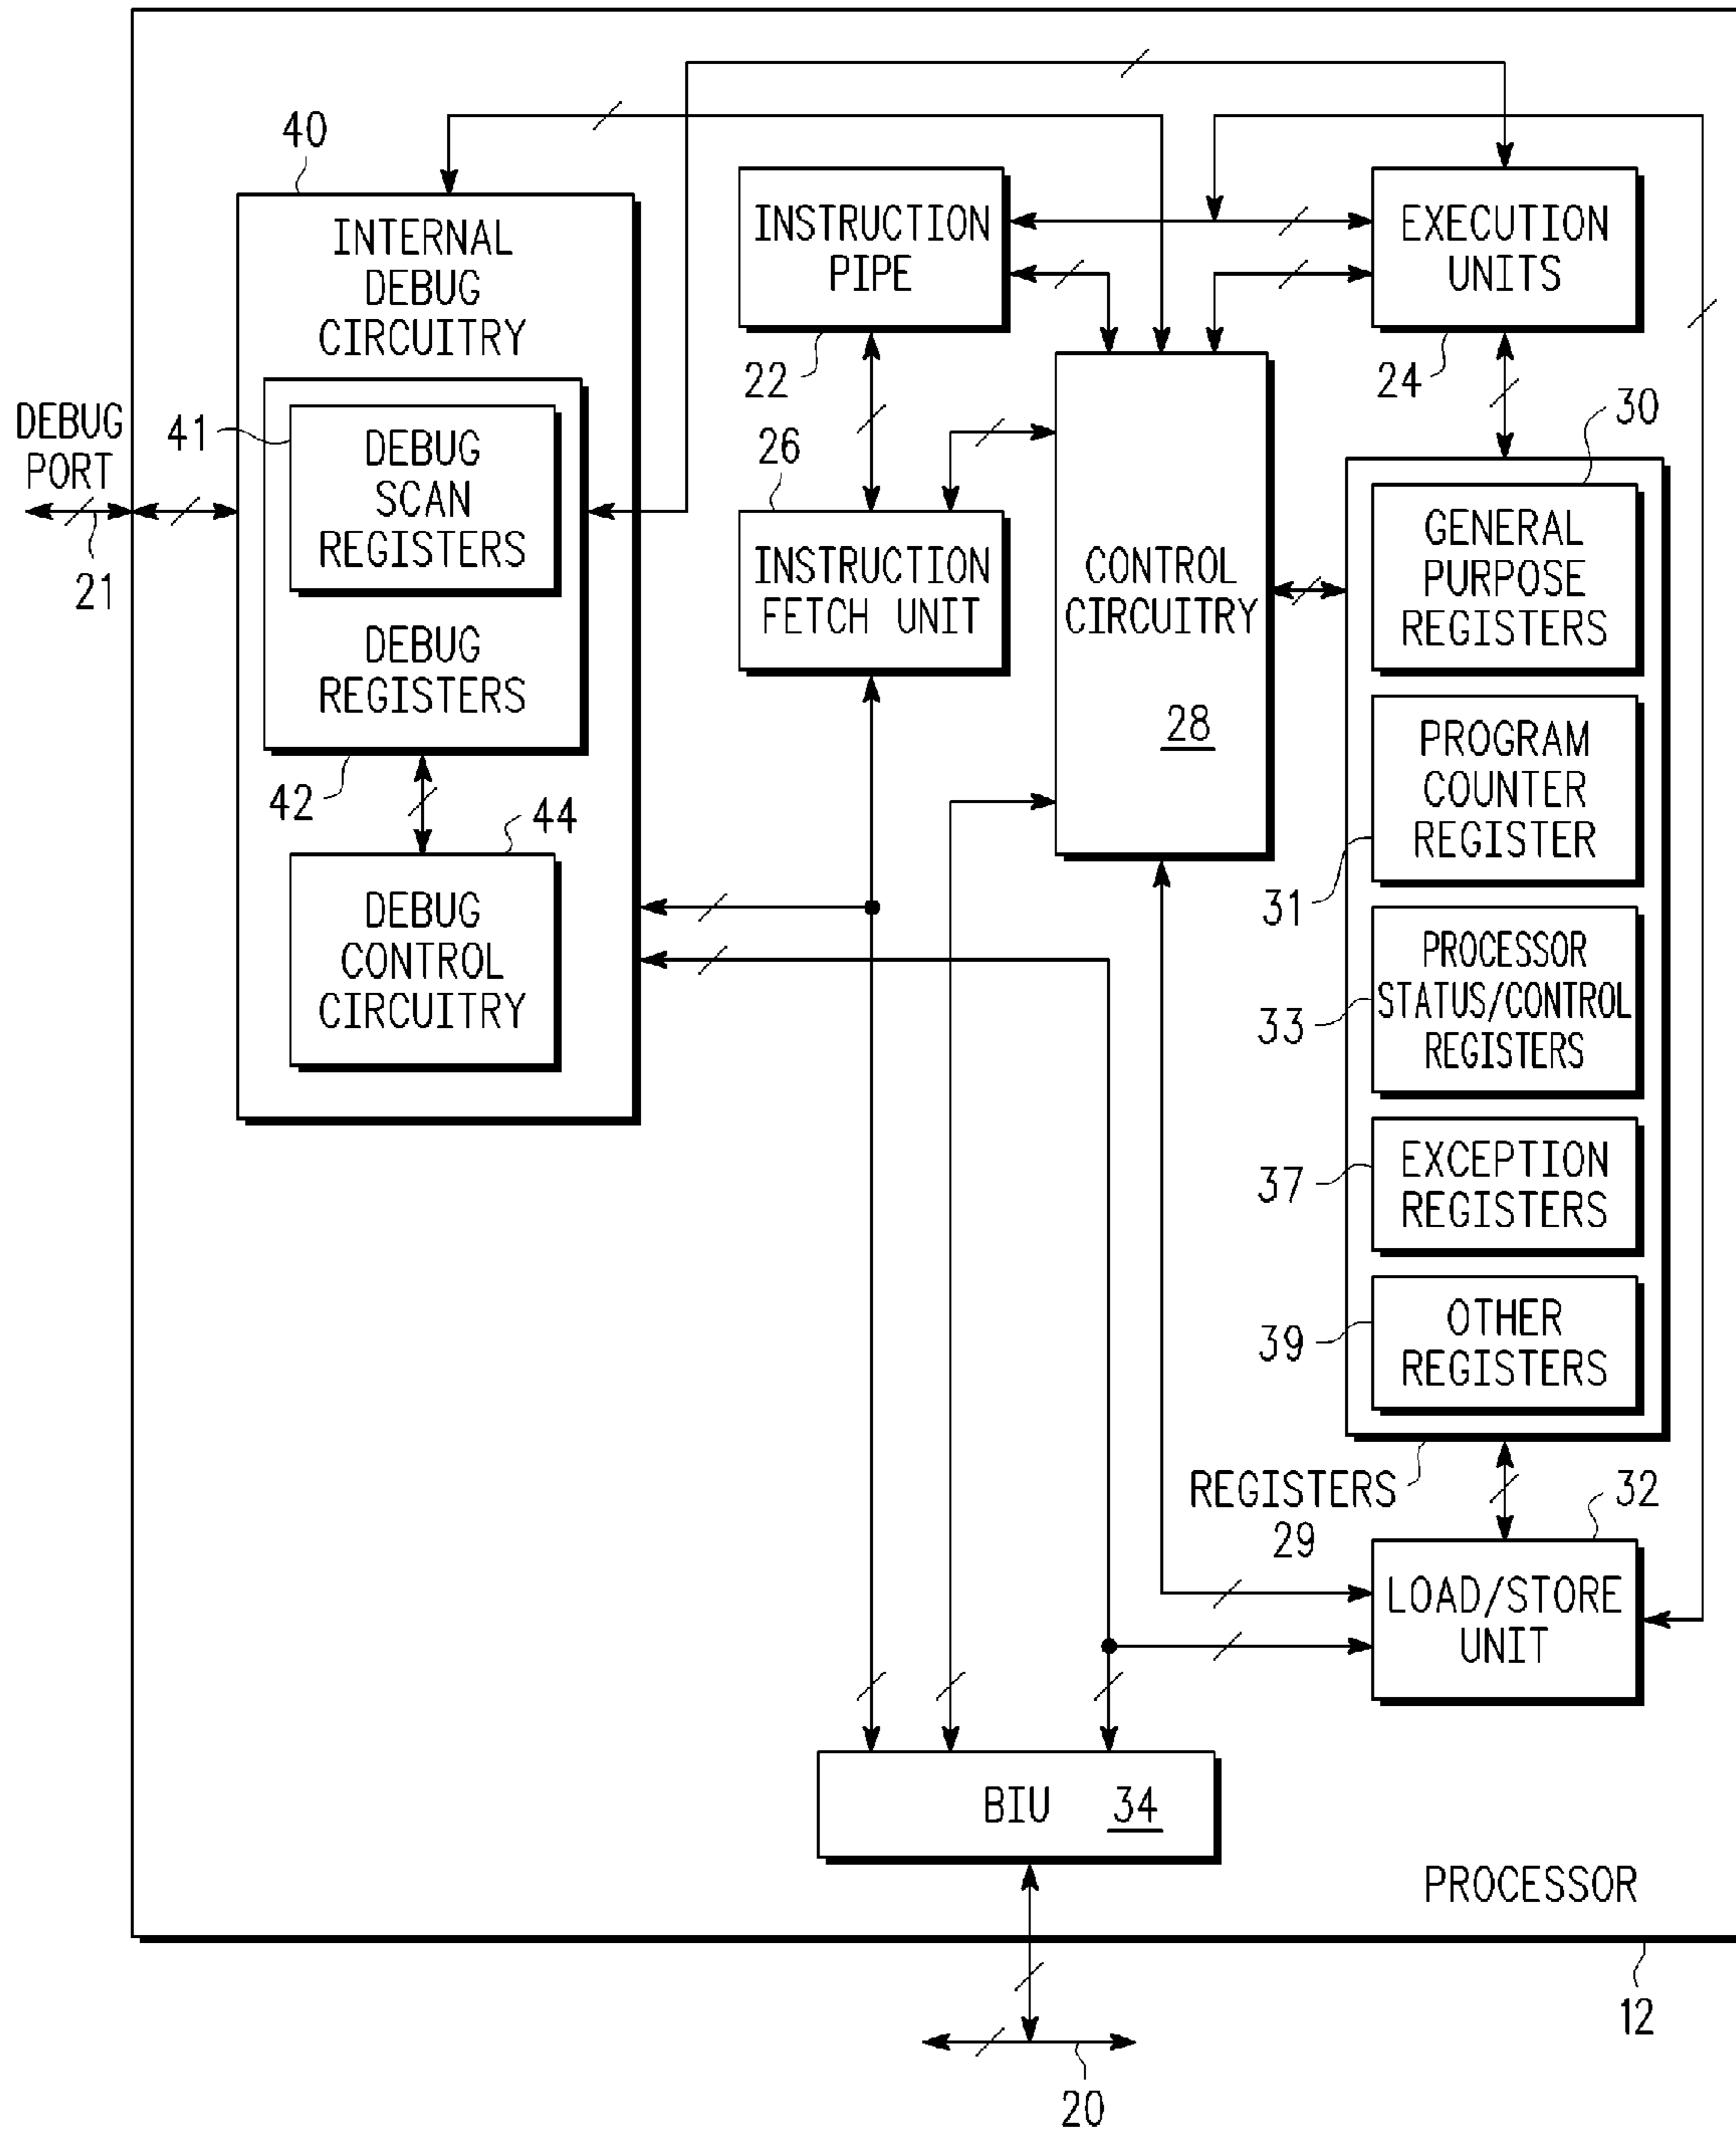 40
INTERNAL
DEBUG
CIRCUITRY
DEBUG
PORT
21
41
DEBUG
SCAN
REGISTERS
DEBUG
REGISTERS
42
44
DEBUG
CONTROL
CIRCUITRY
INSTRUCTION
PIPE
22
26
INSTRUCTION
FETCH UNIT
CONTROL
CIRCUITRY
28
EXECUTION
UNITS
24
30
GENERAL
PURPOSE
REGISTERS
PROGRAM
COUNTER
REGISTER
31
PROCESSOR
STATUS/CONTROL
REGISTERS
33
EXCEPTION
REGISTERS
37
OTHER
REGISTERS
39
REGISTERS
29
32
LOAD/STORE
UNIT
BIU 34
PROCESSOR
12
20